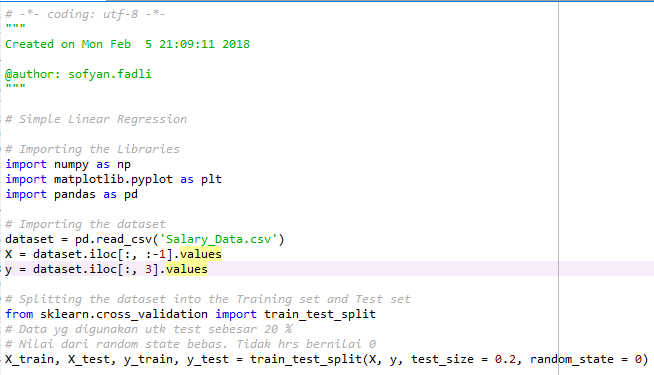 # -*- coding: utf-8 -*-
"""
Created on Mon Feb  5 21:09:11 2018
@author: sofyan.fadli
"""
# Simple Linear Regression
# Importing the Libraries
import numpy as np
import matplotlib.pyplot as plt
import pandas as pd
# Importing the dataset
dataset = pd.read_csv('Salary_Data.csv')
X = dataset.iloc[:, :-1].values
y = dataset.iloc[:, 3].values
# Splitting the dataset into the Training set and Test set
from sklearn.cross_validation import train_test_split
# Data yg digunakan utk test sebesar 20 %
# Nilai dari random state bebas. Tidak hrs bernilai 0
X_train, X_test, y_train, y_test = train_test_split(X, y, test_size = 0.2, random_state = 0)